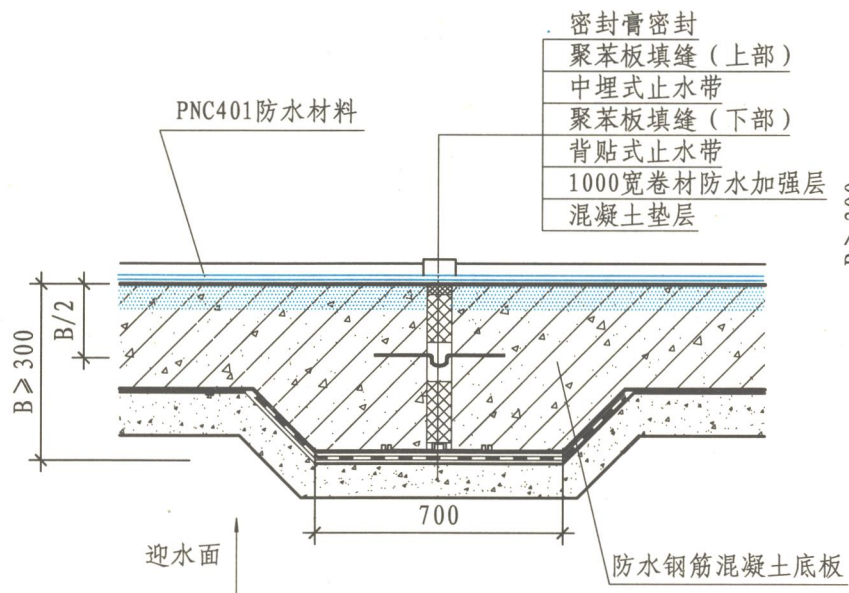 密封膏密封
聚苯板填缝（上部）
中埋式止水带
聚苯板填缝（下部）
背贴式止水带
1000宽卷材防水加强层
混凝土垫层
PNC401防水材料
B/2
B≥300
700
迎水面
防水钢筋混凝土底板